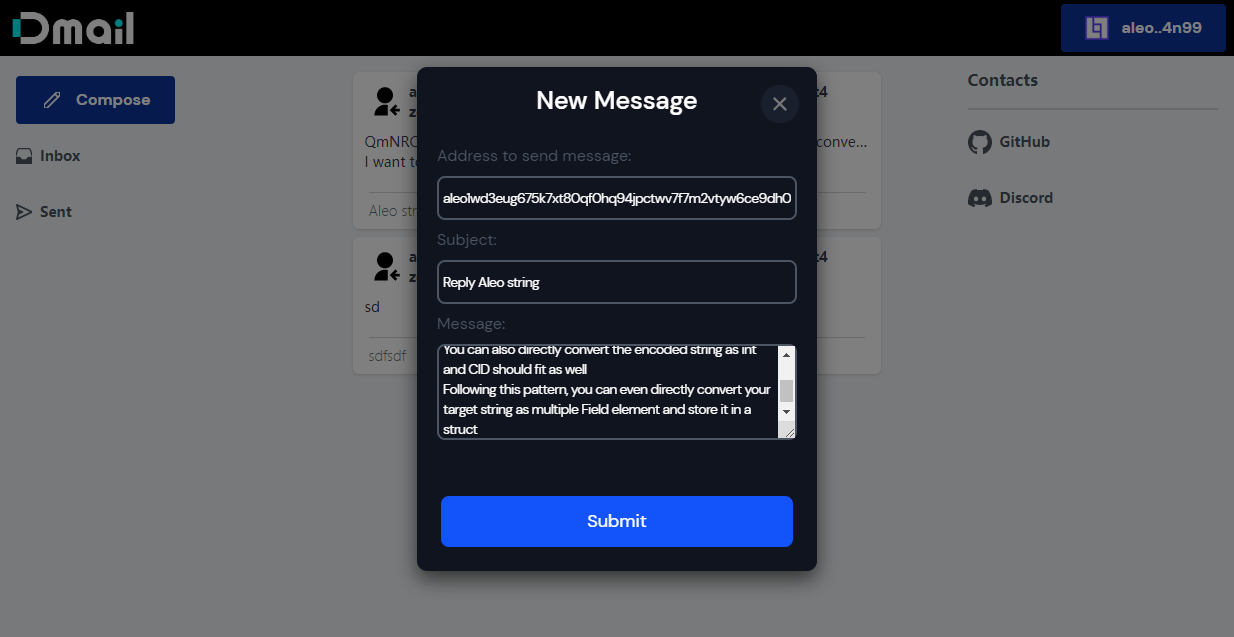 Dmail
aleo..4n99
Compose
Inbox
Sent
New Message
Address to send message:
aleo1wd3eug675k7xt80qf0hq94jpctwv7f7m2vtyw6ce9dh0
Subject:
Reply Aleo string
Message:
You can also directly convert the encoded string as int
and CID should fit as well
Following this pattern, you can even directly convert your
target string as multiple Field element and store it in a
struct
Submit
conve...
I want
Aleo
sd
sdfsdf
Contacts
GitHub
Discord